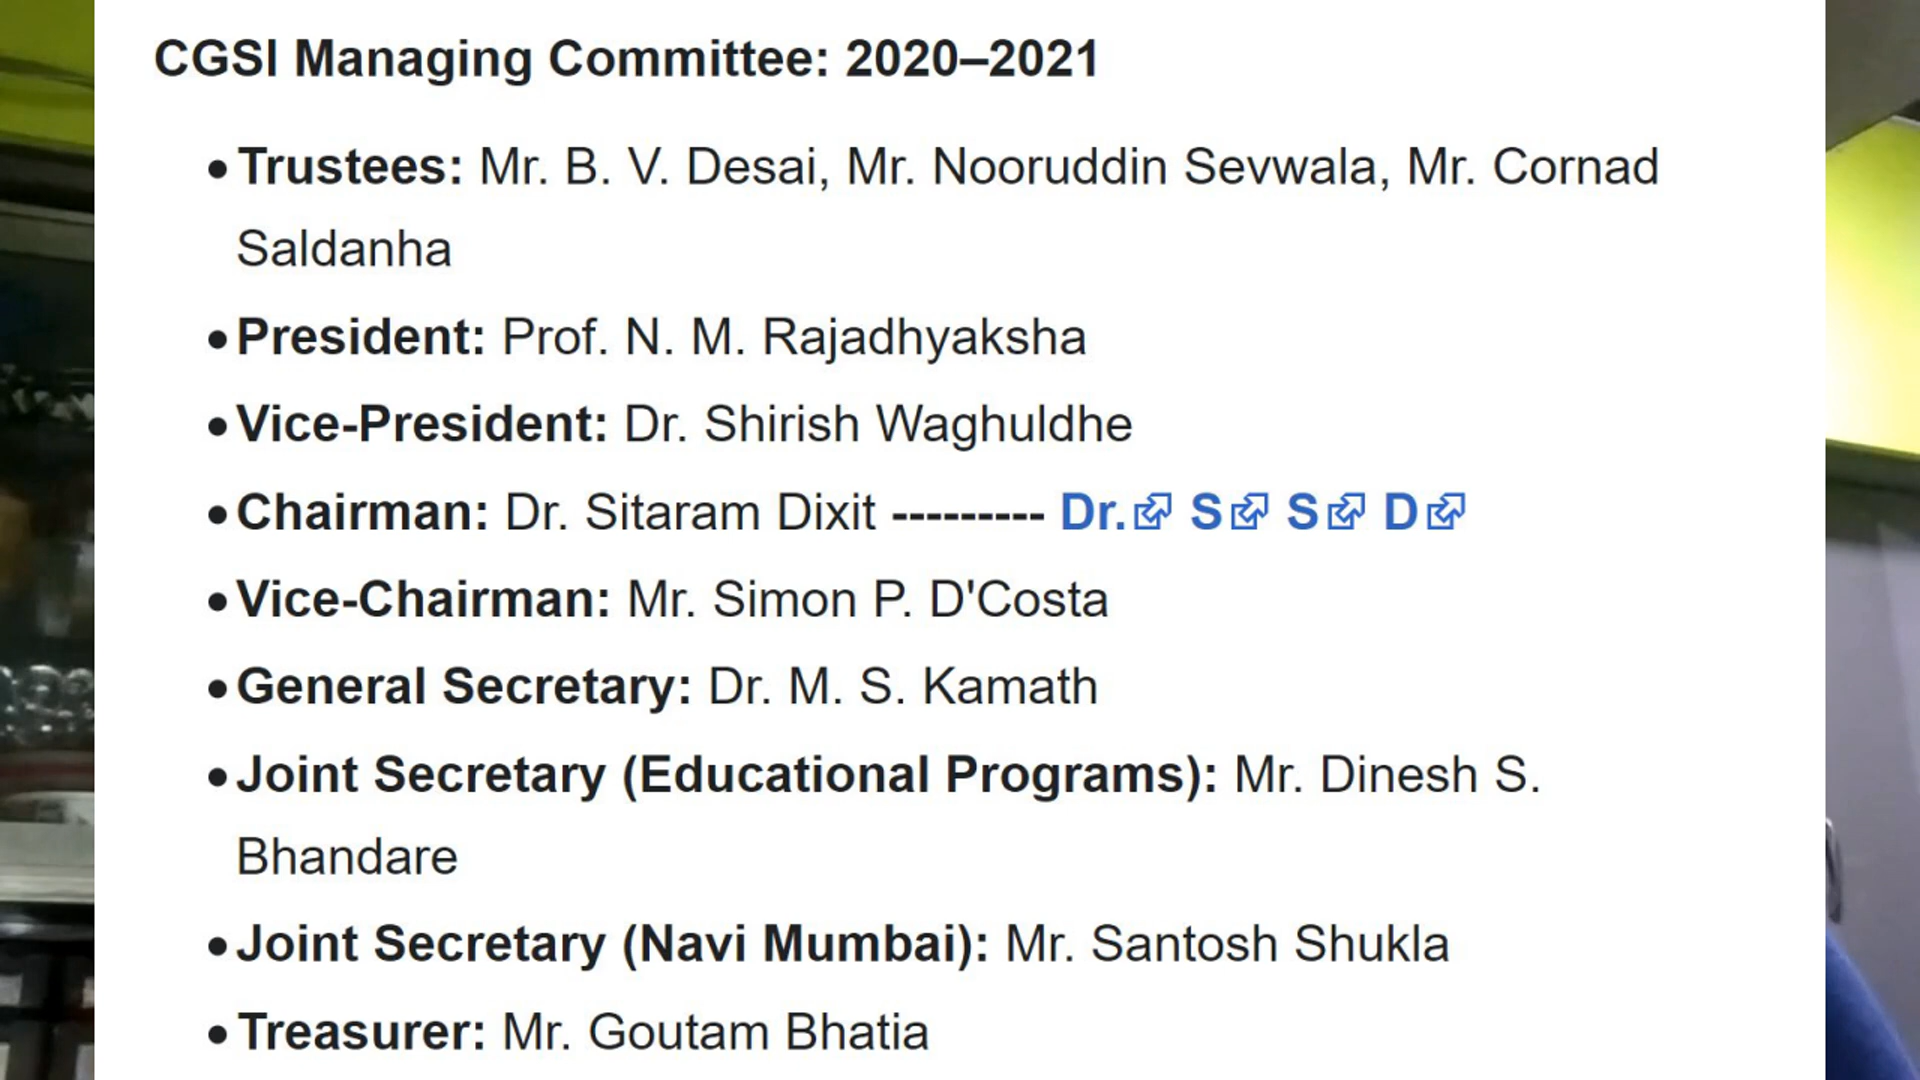 CGSI Managing Committee: 2020–2021
• Trustees: Mr. B. V. Desai, Mr. Nooruddin Sevwala, Mr. Cornad
Saldanha
• President: Prof. N. M. Rajadhyaksha
• Vice-President: Dr. Shirish Waghuldhe
• Chairman: Dr. Sitaram Dixit --------- Dr. S S D
• Vice-Chairman: Mr. Simon P. D'Costa
• General Secretary: Dr. M. S. Kamath
• Joint Secretary (Educational Programs): Mr. Dinesh S.
Bhandare
• Joint Secretary (Navi Mumbai): Mr. Santosh Shukla
• Treasurer: Mr. Goutam Bhatia